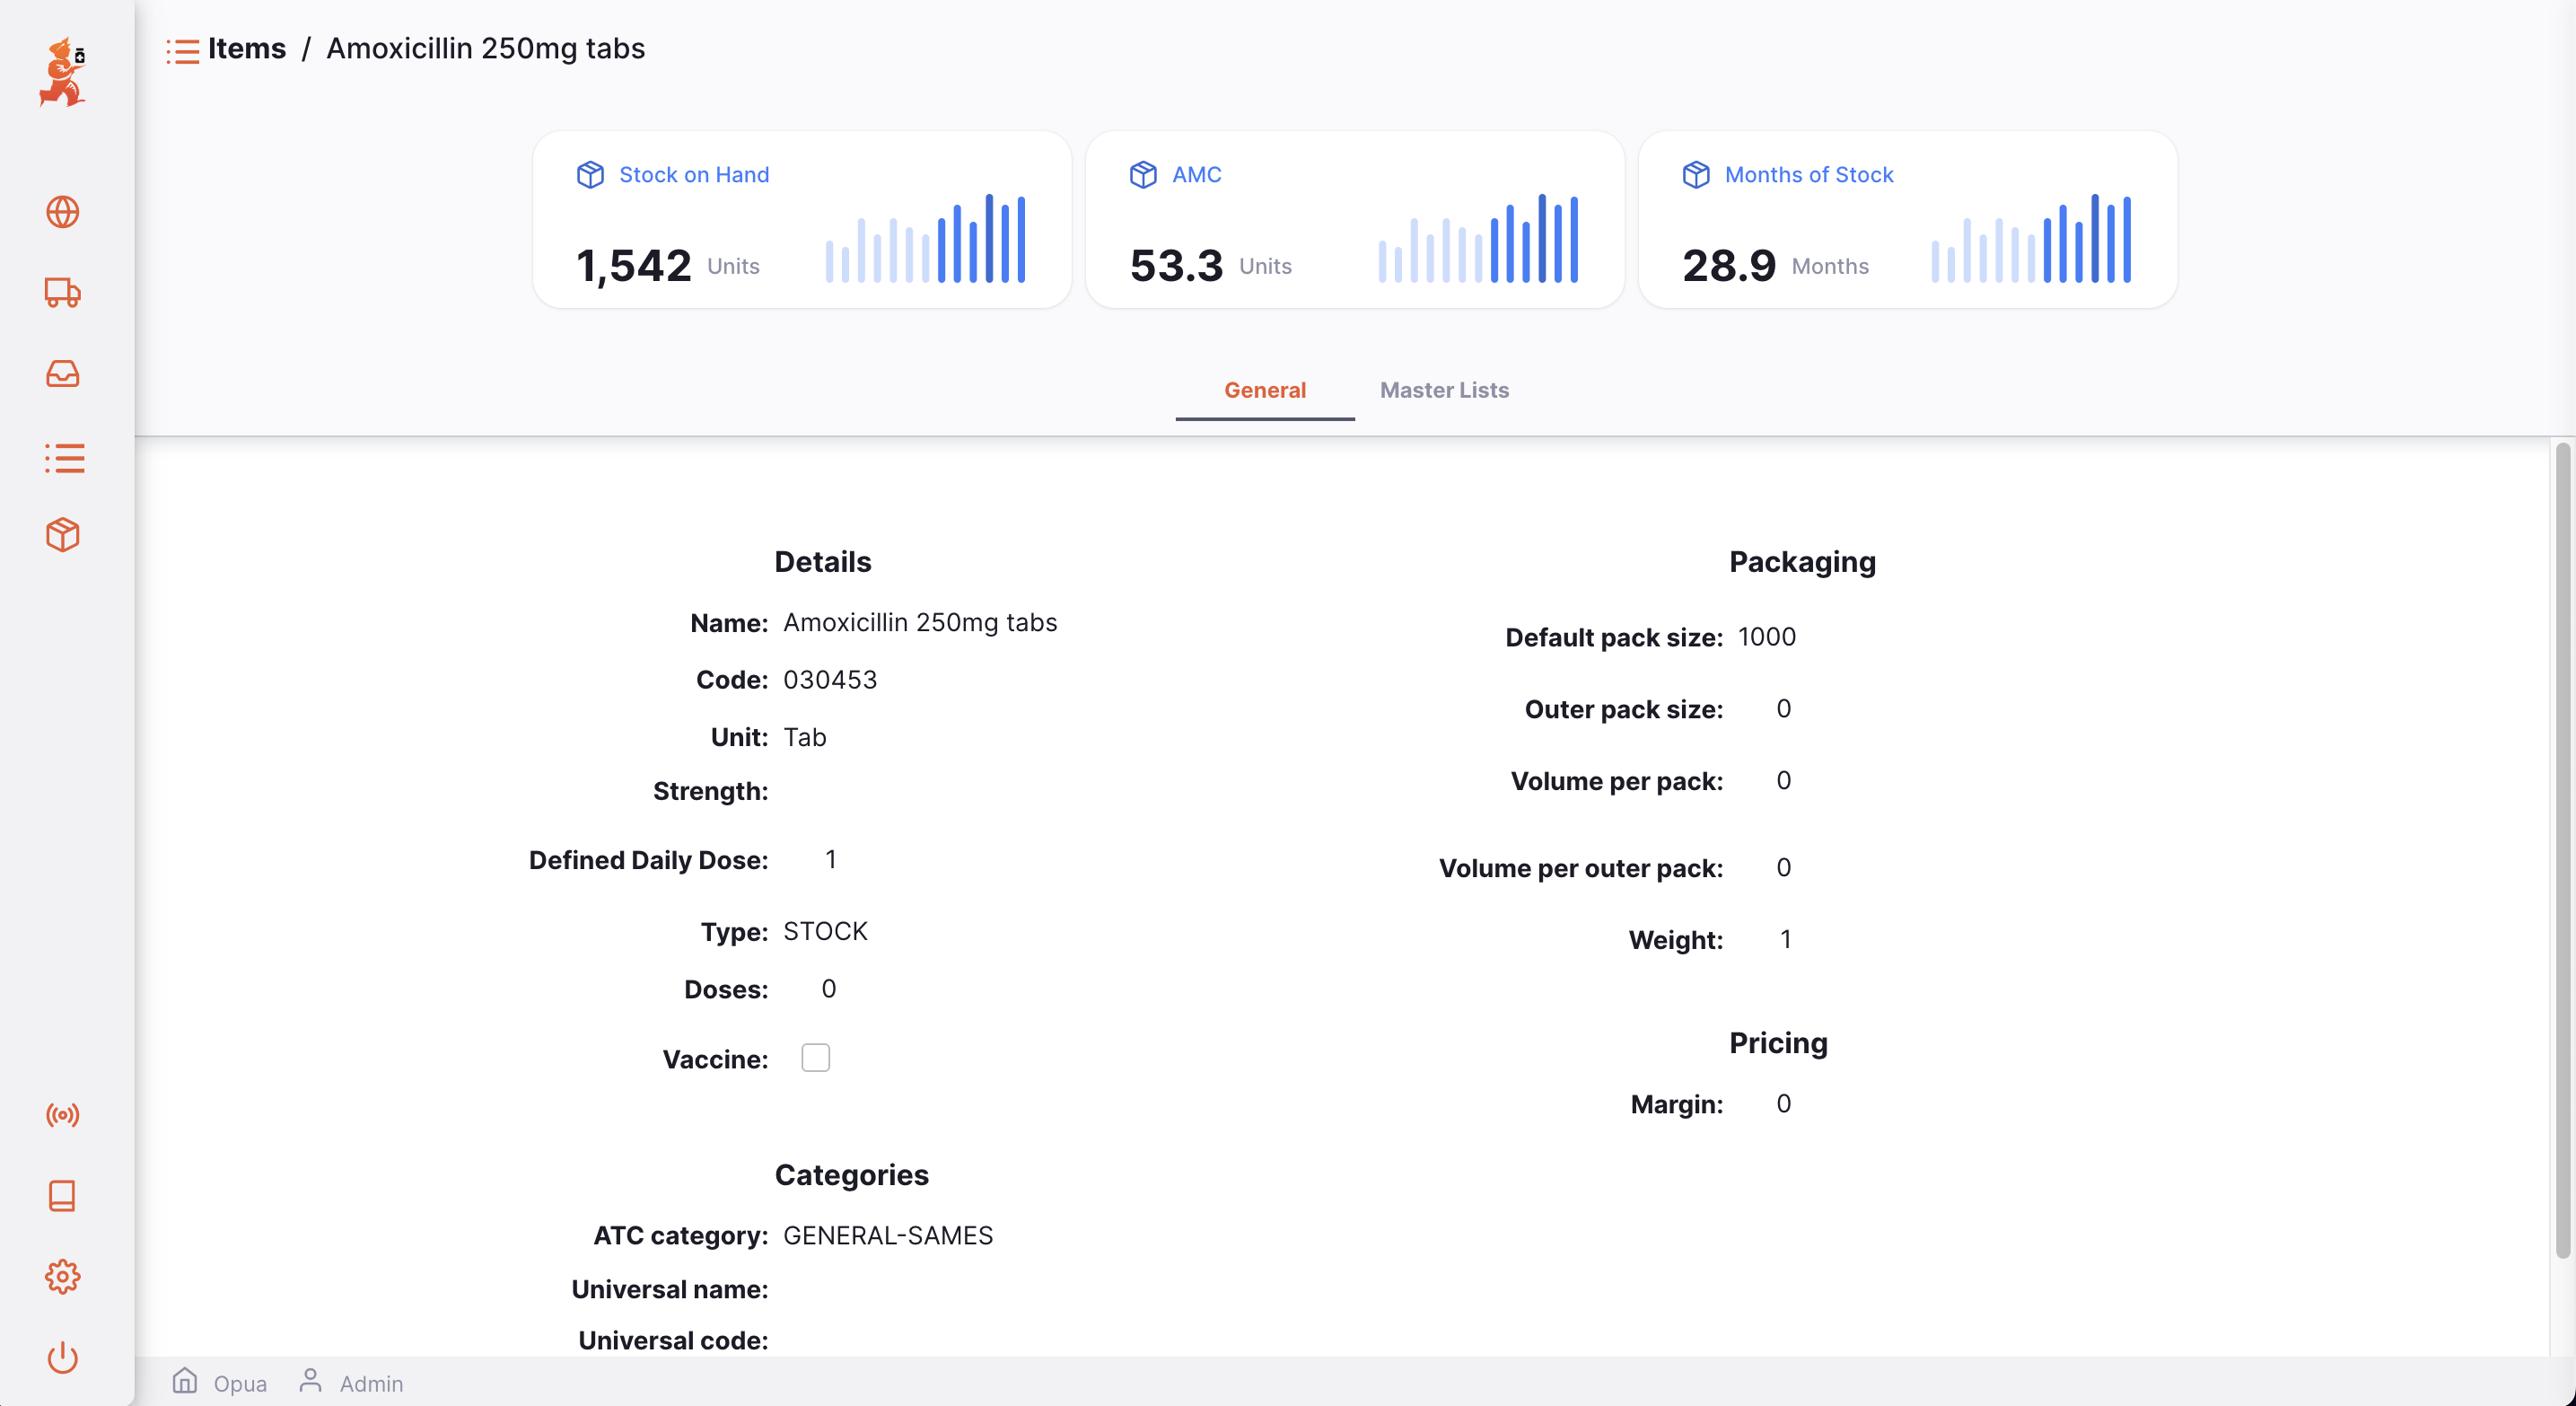 Items / Amoxicillin 250mg tabs
Stock on Hand
1,542 Units
AMC
53.3 Units
Months of Stock
28.9 Months
General Master Lists
Details
Name: Amoxicillin 250mg tabs
Code: 030453
Unit: Tab
Strength:
Defined Daily Dose: 1
Type: STOCK
Doses: 0
Vaccine:
Categories
ATC category: GENERAL-SAMES
Universal name:
Universal code:
Packaging
Default pack size: 1000
Outer pack size: 0
Volume per pack: 0
Volume per outer pack: 0
Weight: 1
Pricing
Margin: 0
Opua Admin